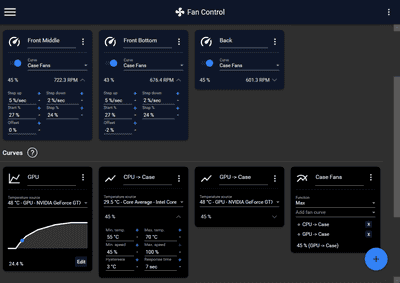 Fan Control
Front Middle
Front Bottom
Back
Curve
Case Fans
Curve
Case Fans
Curve
Case Fans
45 % 722.3 RPM
43 % 676.4 RPM
45 % 601.3 RPM
Step up Step down
5 %/sec 2 %/sec
Start % Stop %
27 % 24 %
Offset
0 %
Step up Step down
5 %/sec 2 %/sec
Start % Stop %
27 % 24 %
Offset
-2 %
Curves ?
GPU
Temperature source
48 °C - GPU - NVIDIA GeForce GT
24.4 %
Edit
CPU -> Case
Temperature source
29.5 °C - Core Average - Intel Core
45 %
Min. temp Max. temp
55 °C 70 °C
Min. speed Max. speed
45 % 100 %
Hysteresis Response time
3 °C 7 sec
GPU -> Case
Temperature source
48 °C - GPU - NVIDIA GeForce GT
45 %
Case Fans
Function
Max
Add fan curve
CPU -> Case X
GPU -> Case X
45 % (GPU -> Case)
+